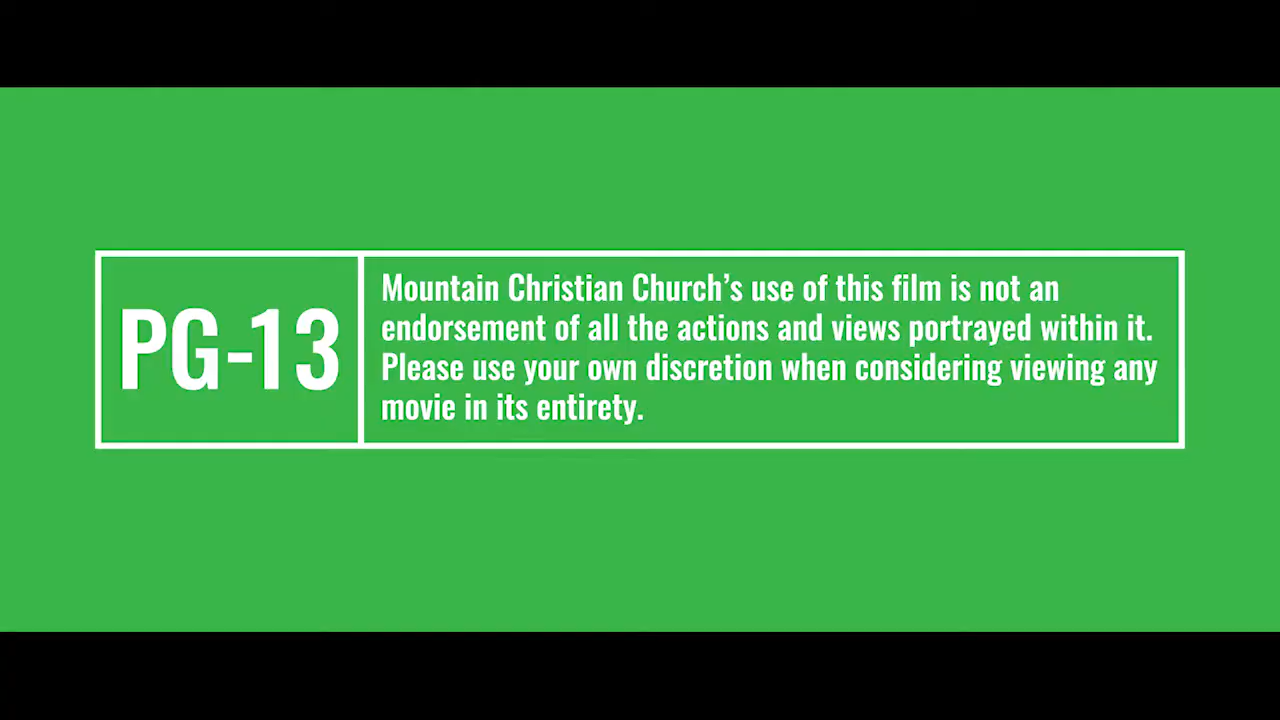 PG-13
Mountain Christian Church’s use of this film is not an
endorsement of all the actions and views portrayed within it.
Please use your own discretion when considering viewing any
movie in its entirety.